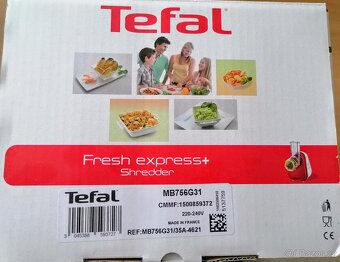 Tefal
Fresh express+
Shredder
Tefal
MB756G31
CMMF:1500859372
220-240V
MADE IN FRANCE
REF:MB756G31/35A-4621